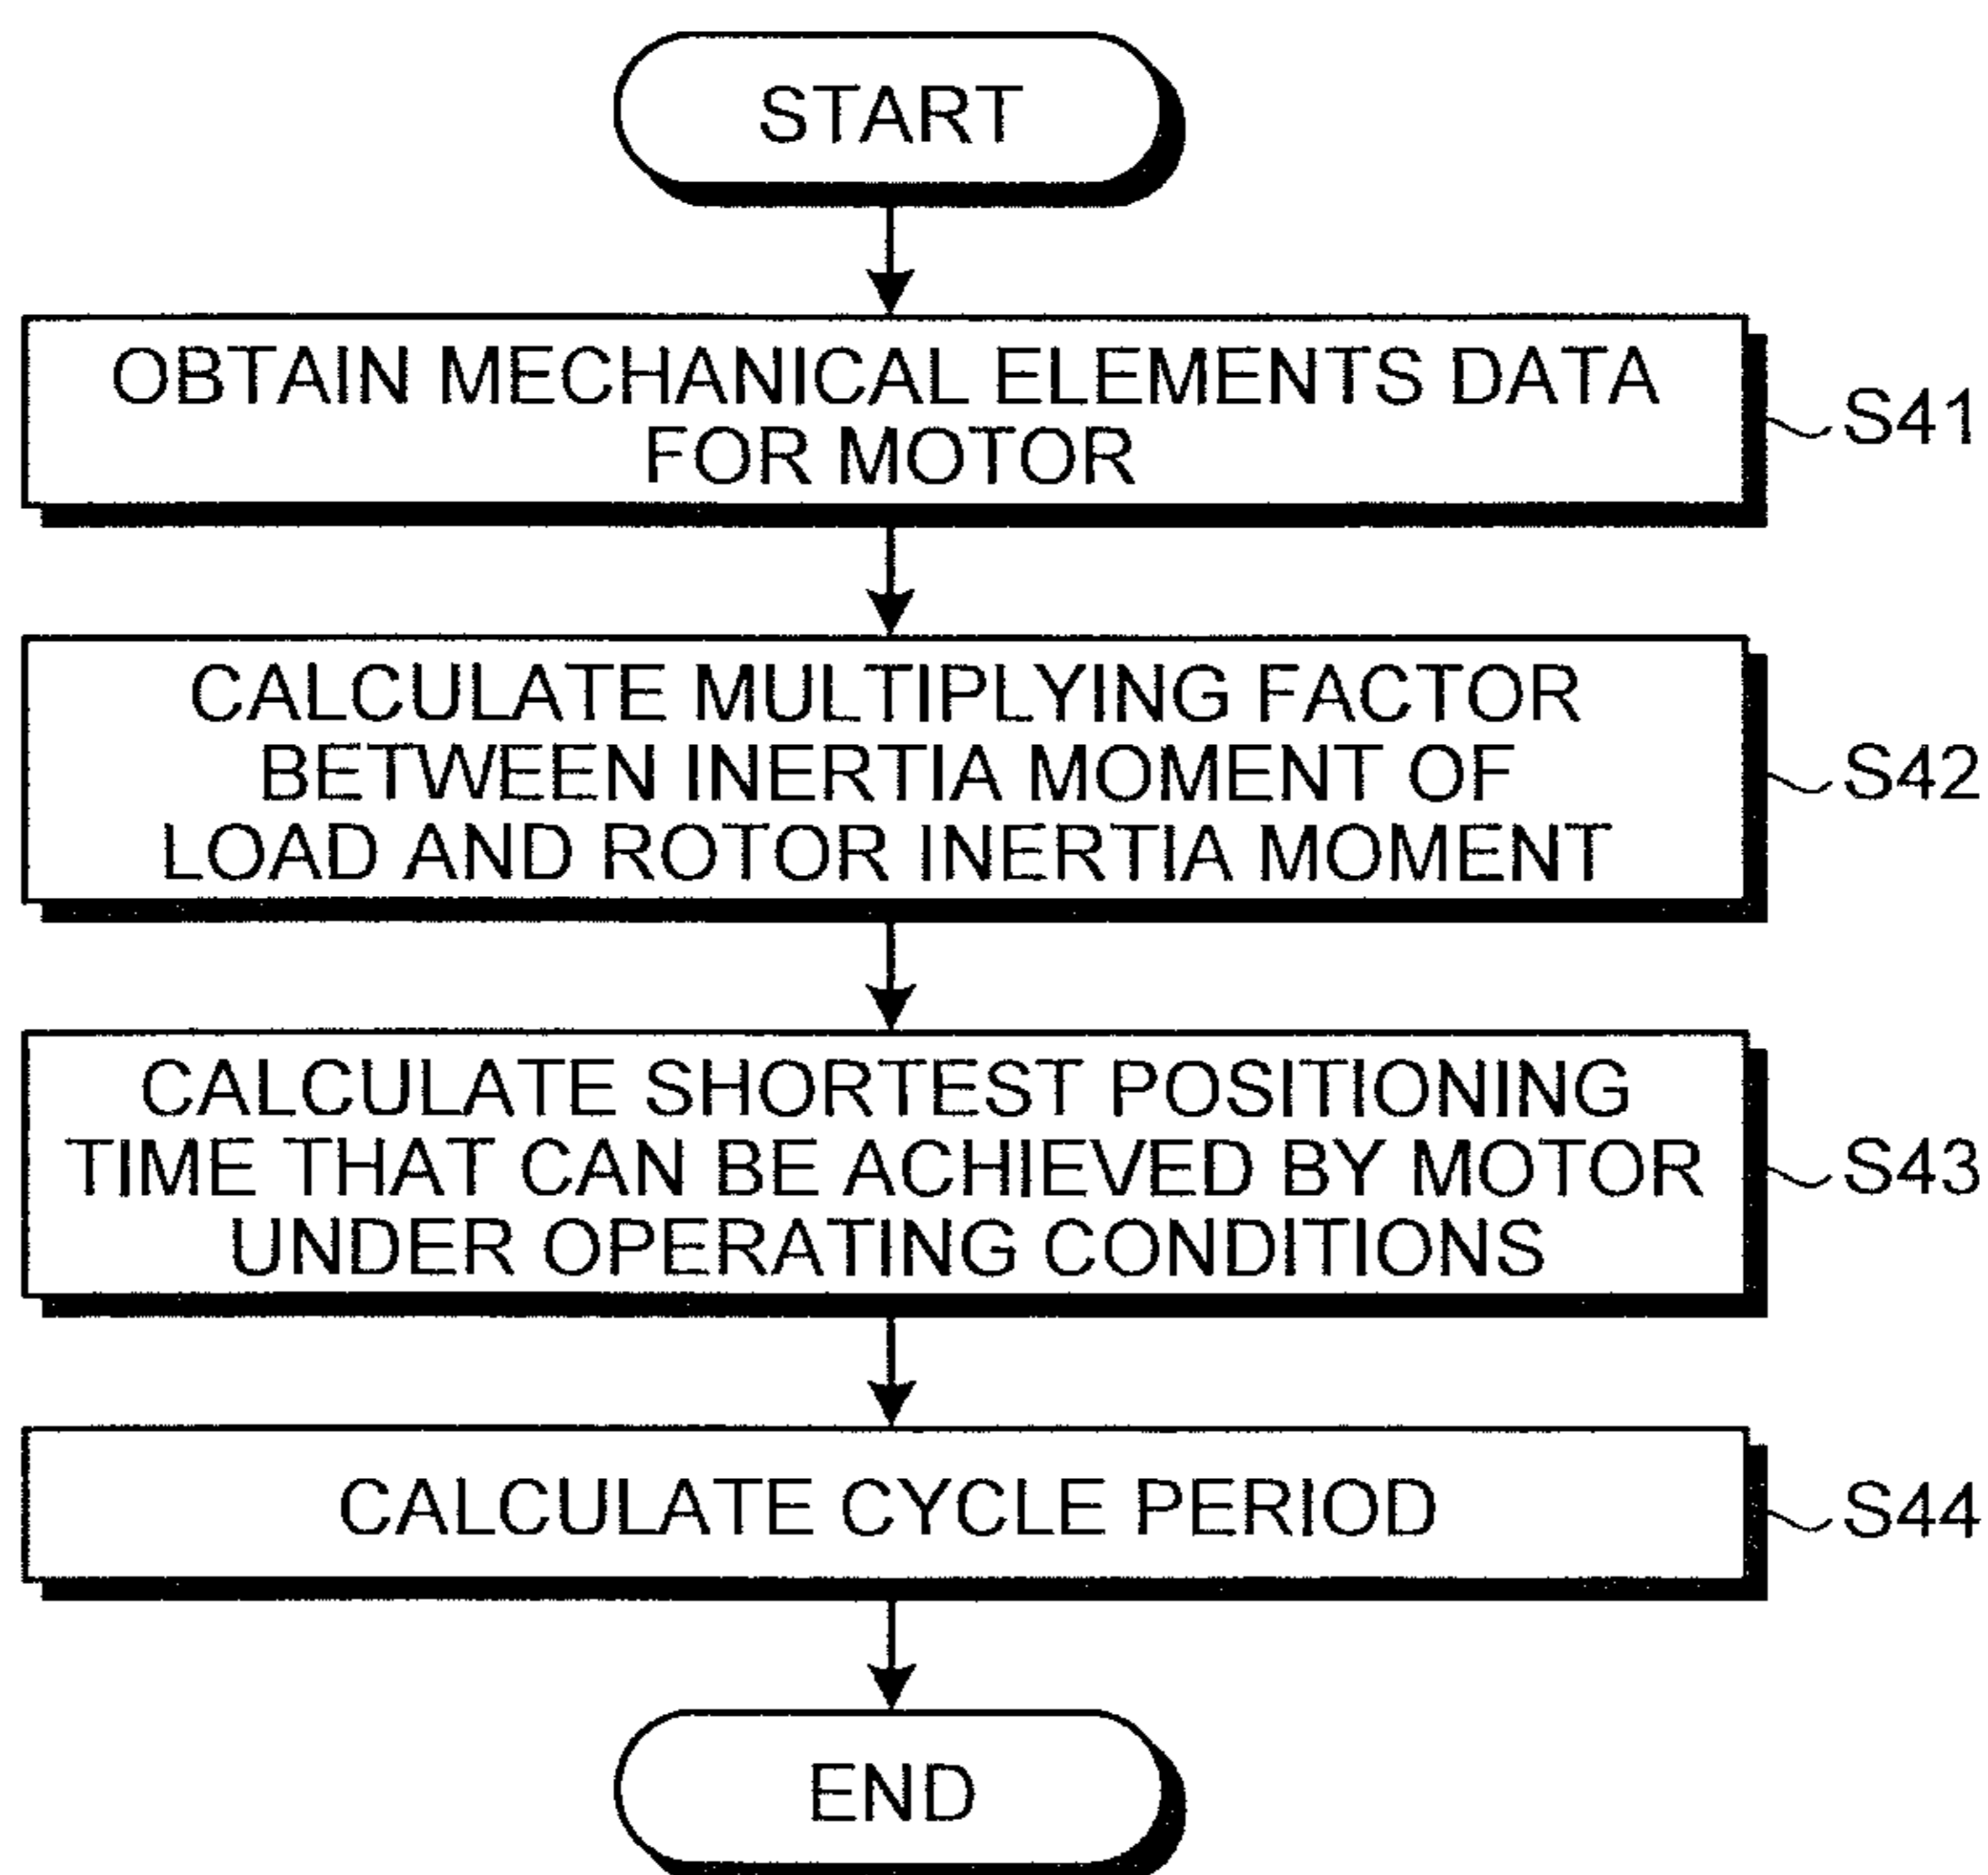 START
OBTAIN MECHANICAL ELEMENTS DATA
FOR MOTOR
S41
CALCULATE MULTIPLYING FACTOR
BETWEEN INERTIA MOMENT OF
LOAD AND ROTOR INERTIA MOMENT
S42
CALCULATE SHORTEST POSITIONING
TIME THAT CAN BE ACHIEVED BY MOTOR
UNDER OPERATING CONDITIONS
S43
CALCULATE CYCLE PERIOD
S44
END